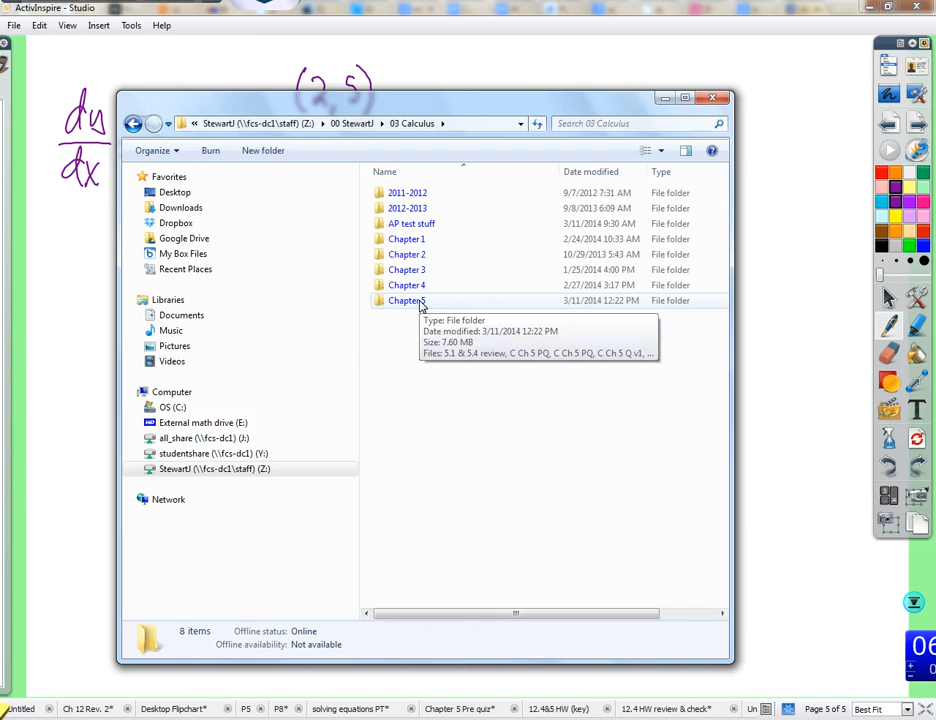 ActivInspire - Studio
File Edit View Insert Tools Help
(2, 5)
dy
dx
« StewartJ (\\fcs-dc1\staff) (Z:) 00 StewartJ 03 Calculus Search 03 Calculus
Organize Burn New folder
Name Date modified Type
Favorites
Desktop
Downloads
Dropbox
Google Drive
My Box Files
Recent Places
Libraries
Documents
Music
Pictures
Videos
Computer
OS (C:)
External math drive (E:)
all_share (\\fcs-dc1) (J:)
studentshare (\\fcs-dc1) (Y:)
StewartJ (\\fcs-dc1\staff) (Z:)
Network
2011-2012 9/7/2012 7:31 AM File folder
2012-2013 9/8/2013 6:09 AM File folder
AP test stuff 3/11/2014 9:30 AM File folder
Chapter 1 2/24/2014 10:33 AM File folder
Chapter 2 10/29/2013 5:43 AM File folder
Chapter 3 1/25/2014 4:00 PM File folder
Chapter 4 2/27/2014 3:17 PM File folder
Chapter 5 3/11/2014 12:22 PM File folder
Type: File folder
Date modified: 3/11/2014 12:22 PM
Size: 7.60 MB
Files: 5.1 & 5.4 review, C Ch 5 PQ, C Ch 5 PQ, C Ch 5 Q v1, ...
8 items Offline status: Online
Offline availability: Not available
06
Untitled Ch 12 Rev. 2* Desktop Flipchart* P5 P8* solving equations PT* Chapter 5 Pre quiz* 12.4&5 HW (key) 12.4 HW review & check* Un Page 5 of 5 Best Fit